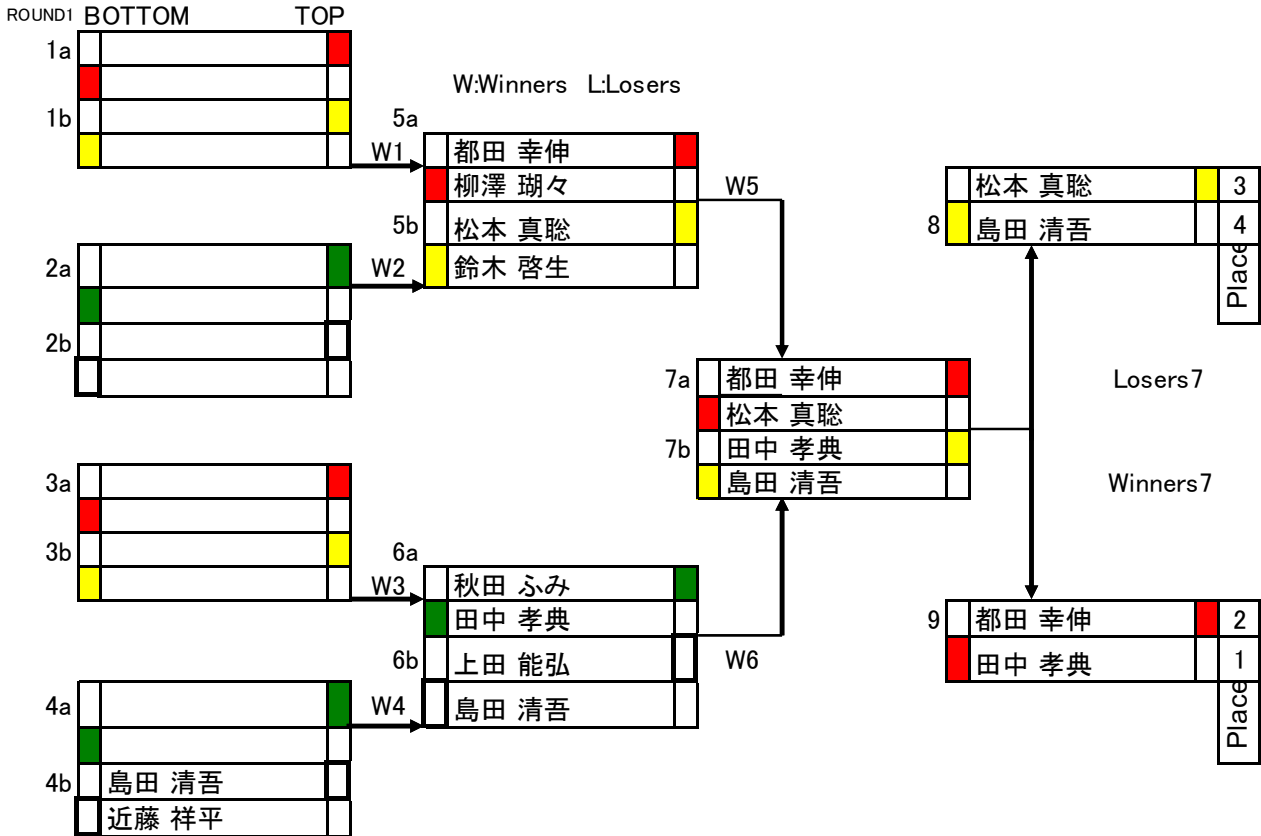 ROUND1 BOTTOM TOP
1a
1b
W:Winners L:Losers
5a
W1
都田 幸伸
柳澤 瑚々
5b
松本 真聡
鈴木 啓生
W5
2a
W2
2b
松本 真聡 3
8 島田 清吾 4
Place
7a 都田 幸伸
松本 真聡
7b 田中 孝典
島田 清吾
Losers7
Winners7
3a
3b
6a
W3
秋田 ふみ
田中 孝典
6b
上田 能弘
島田 清吾
W6
9 都田 幸伸 2
田中 孝典 1
Place
4a
W4
4b 島田 清吾
近藤 祥平